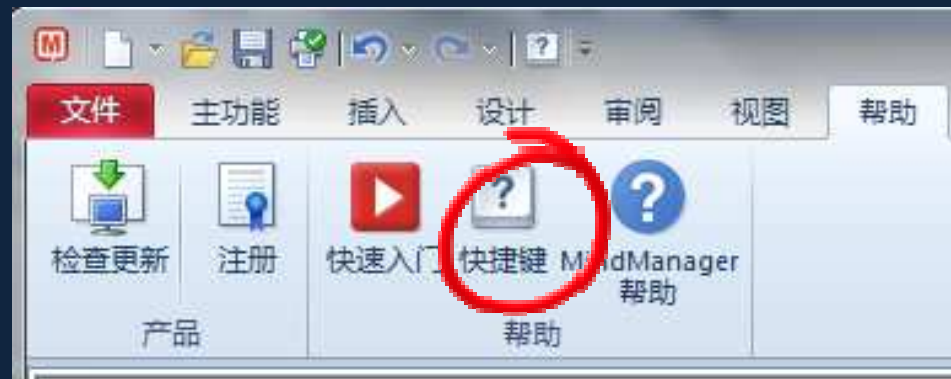 文件 主功能 插入 设计 审阅 视图 帮助
检查更新 注册 快速入门 快捷键 MindManager
帮助
产品 帮助